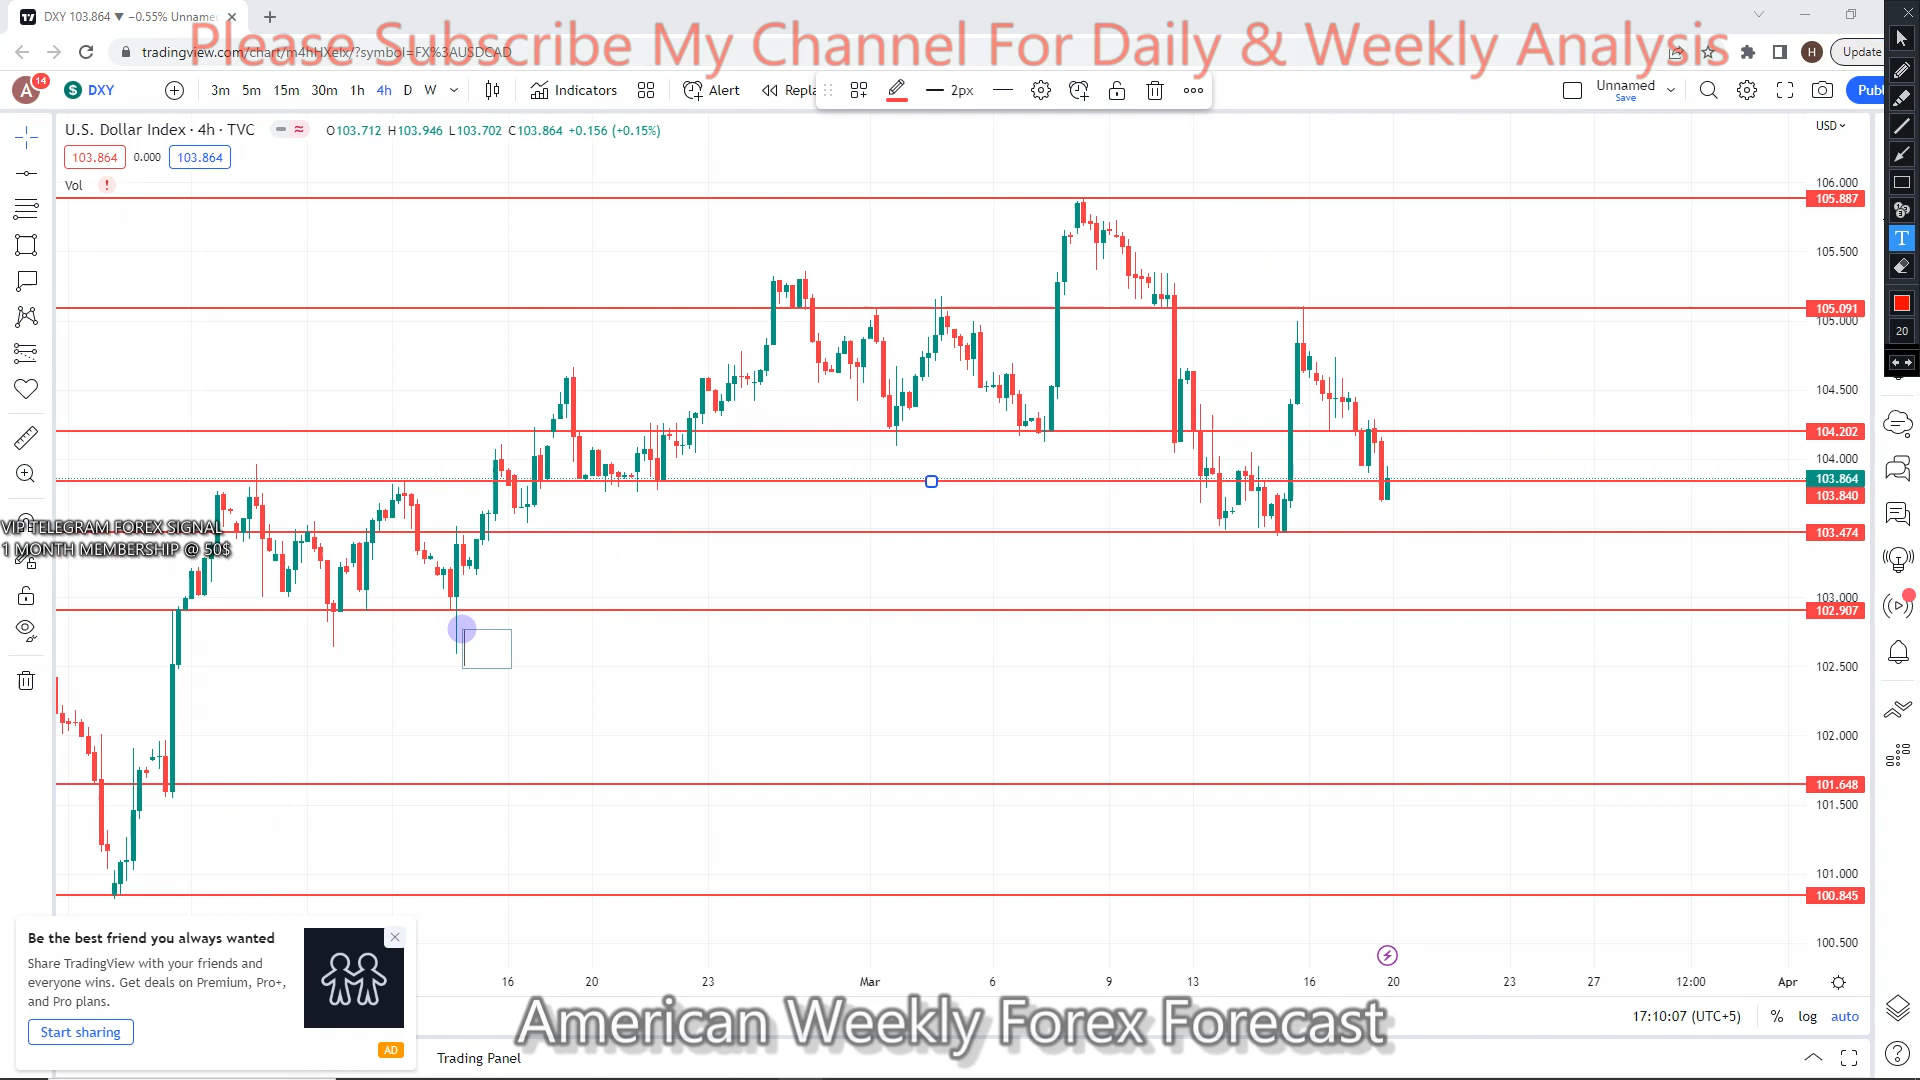 DXY 103.864 ▼ −0.55% Unname
Please Subscribe My Channel For Daily & Weekly Analysis
tradingview.com/chart/m4hHXelx/?symbol=FX%3AUSDCAD
H
Update
A 14
S DXY
3m 5m 15m 30m 1h 4h D W
Indicators
Alert
Repla
2px
Unnamed
Save
Publ
U.S. Dollar Index · 4h · TVC
O103.712 H103.946 L103.702 C103.864 +0.156 (+0.15%)
USD
103.864 0.000 103.864
Vol !
106.000
105.887
T
105.500
105.091
105.000
20
104.500
104.202
104.000
103.864
103.840
VIP TELEGRAM FOREX SIGNAL
1 MONTH MEMBERSHIP @ 50$
103.474
103.000
102.907
102.500
102.000
101.648
101.500
101.000
100.845
100.500
Be the best friend you always wanted
Share TradingView with your friends and
everyone wins. Get deals on Premium, Pro+,
and Pro plans.
Start sharing
AD
16 20 23 Mar 6 9 13 16 20 23 27 12:00 Apr
American Weekly Forex Forecast
17:10:07 (UTC+5) % log auto
Trading Panel